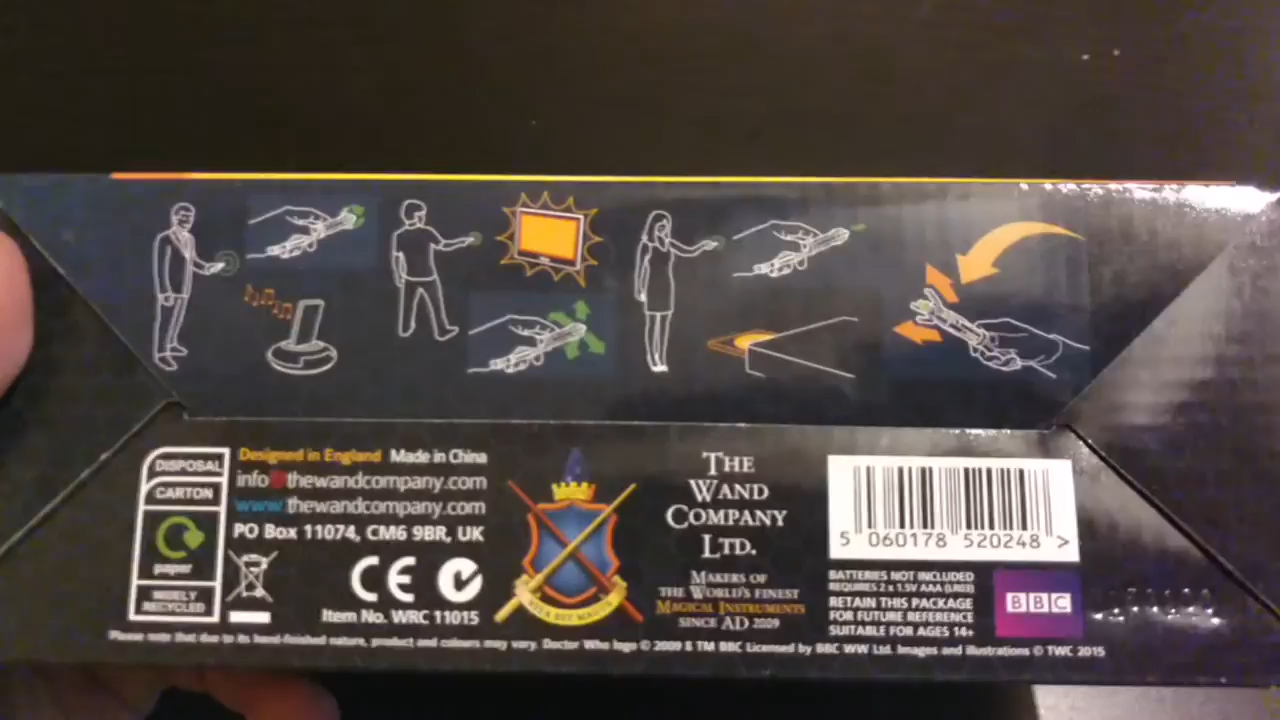 DISPOSAL
CARTON
paper
WIDELY
RECYCLED
Designed in England Made in China
info@thewandcompany.com
www.thewandcompany.com
PO Box 11074, CM6 9BR, UK
CE
Item No. WRC 11015
THE
WAND
COMPANY
LTD.
MAKERS OF
THE WORLD'S FINEST
MAGICAL INSTRUMENTS
SINCE AD 2009
5 060178 520248 >
BATTERIES NOT INCLUDED
REQUIRES 2 x 1.5V AAA (LR03)
RETAIN THIS PACKAGE
FOR FUTURE REFERENCE
SUITABLE FOR AGES 14+
BBC
Please note that due to its hand-finished nature, product and colours may vary. Doctor Who logo © 2009 & TM BBC Licensed by BBC WW Ltd. Images and illustrations © TWC 2015